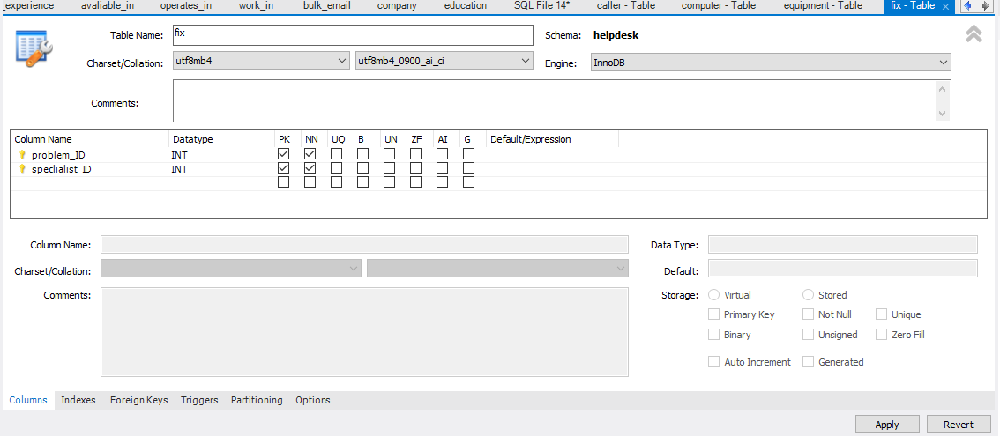 _experience avaliable_in operates_in work_in bulk_email company education SQL File 14* caller - Table computer - Table equipment - Table fix - Table
Table Name: fix Schema: helpdesk
Charset/Collation: utf8mb4 utf8mb4_0900_ai_ci Engine: InnoDB
Comments:
Column Name Datatype PK NN UQ B UN ZF AI G Default/Expression
problem_ID INT
speclialist_ID INT
Column Name: Data Type:
Charset/Collation: Default:
Comments: Storage: Virtual Stored
Primary Key Not Null Unique
Binary Unsigned Zero Fill
Auto Increment Generated
Columns Indexes Foreign Keys Triggers Partitioning Options
Apply Revert